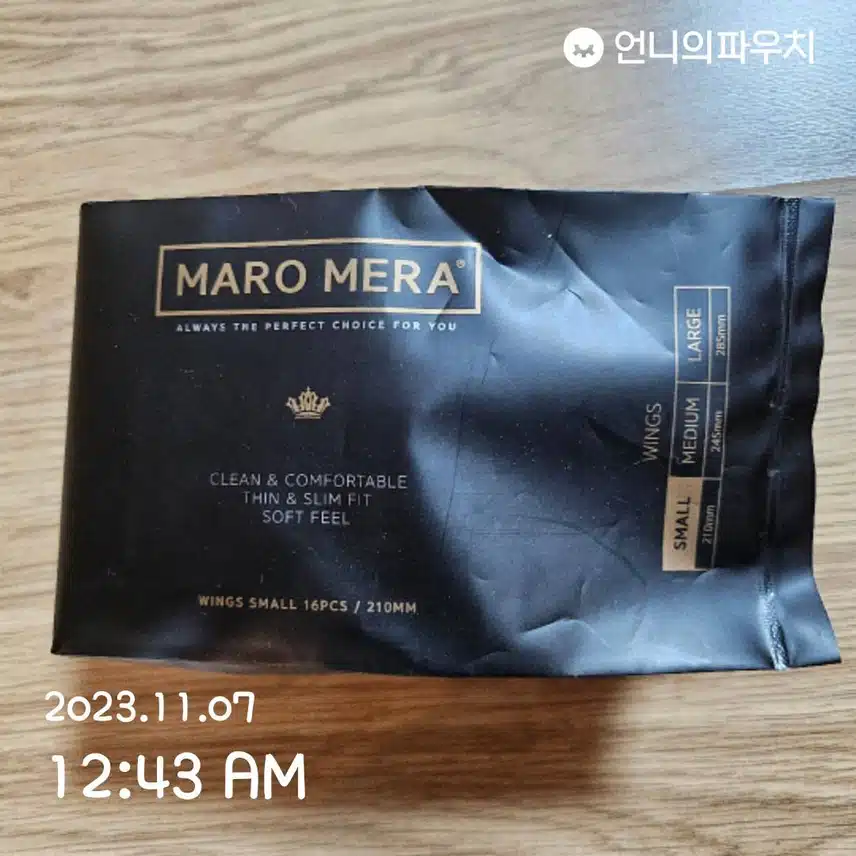 언니의파우치
MARO MERA®
ALWAYS THE PERFECT CHOICE FOR YOU
CLEAN & COMFORTABLE
THIN & SLIM FIT
SOFT FEEL
WINGS SMALL 16PCS / 210MM
WINGS
SMALL MEDIUM LARGE
210mm 245mm 285mm
2023.11.07
12:43 AM